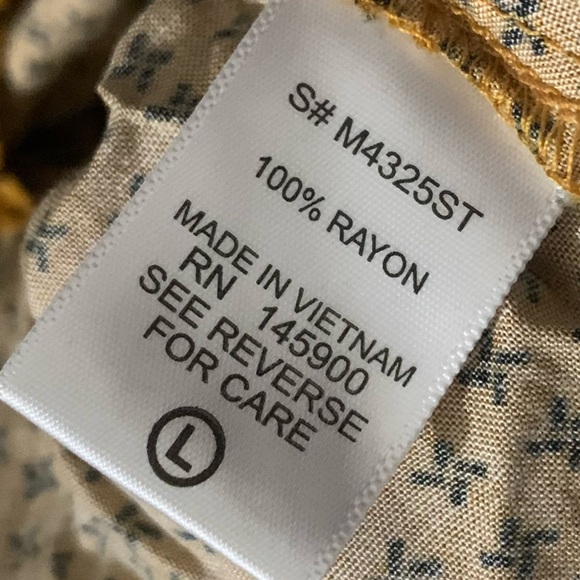 S# M4325ST
100% RAYON
MADE IN VIETNAM
RN 145900
SEE REVERSE
FOR CARE
L